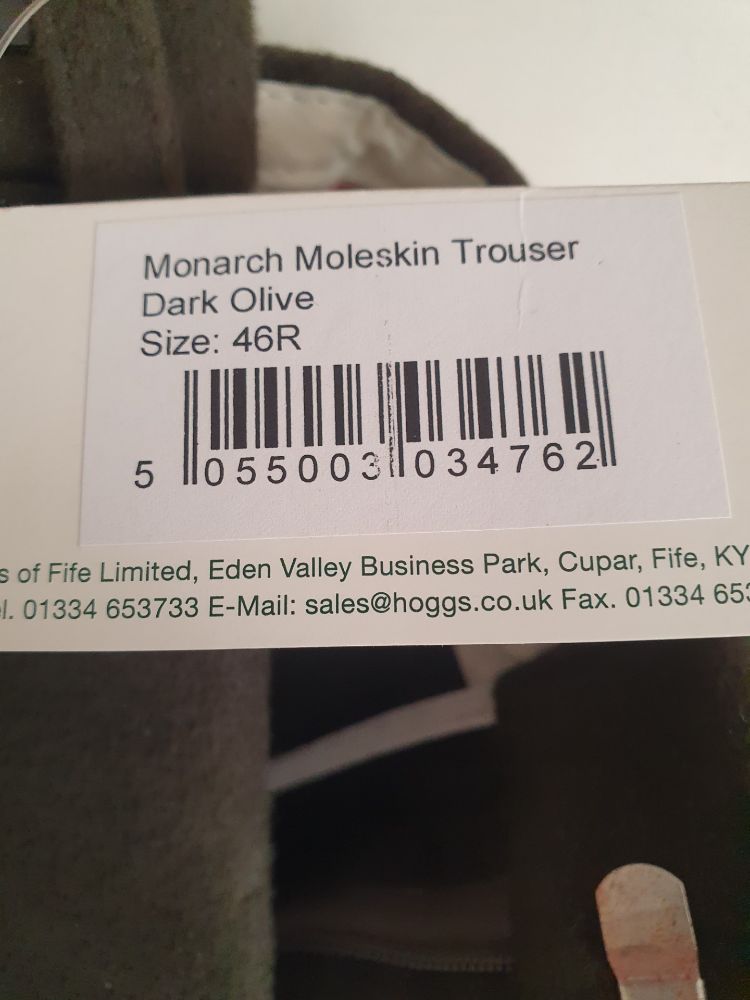 Monarch Moleskin Trouser
Dark Olive
Size: 46R
5 055003 034762
of Fife Limited, Eden Valley Business Park, Cupar, Fife, KY
01334 653733 E-Mail: sales@hoggs.co.uk Fax. 01334